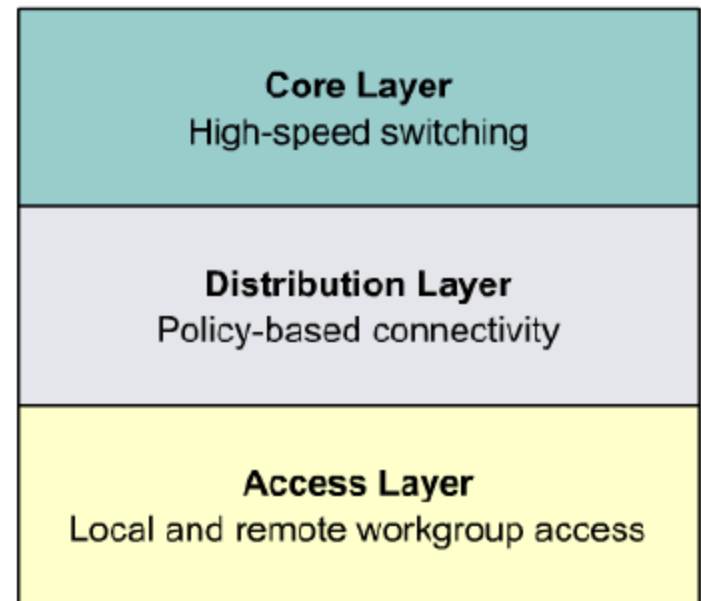 Core Layer
High-speed switching
Distribution Layer
Policy-based connectivity
Access Layer
Local and remote workgroup access